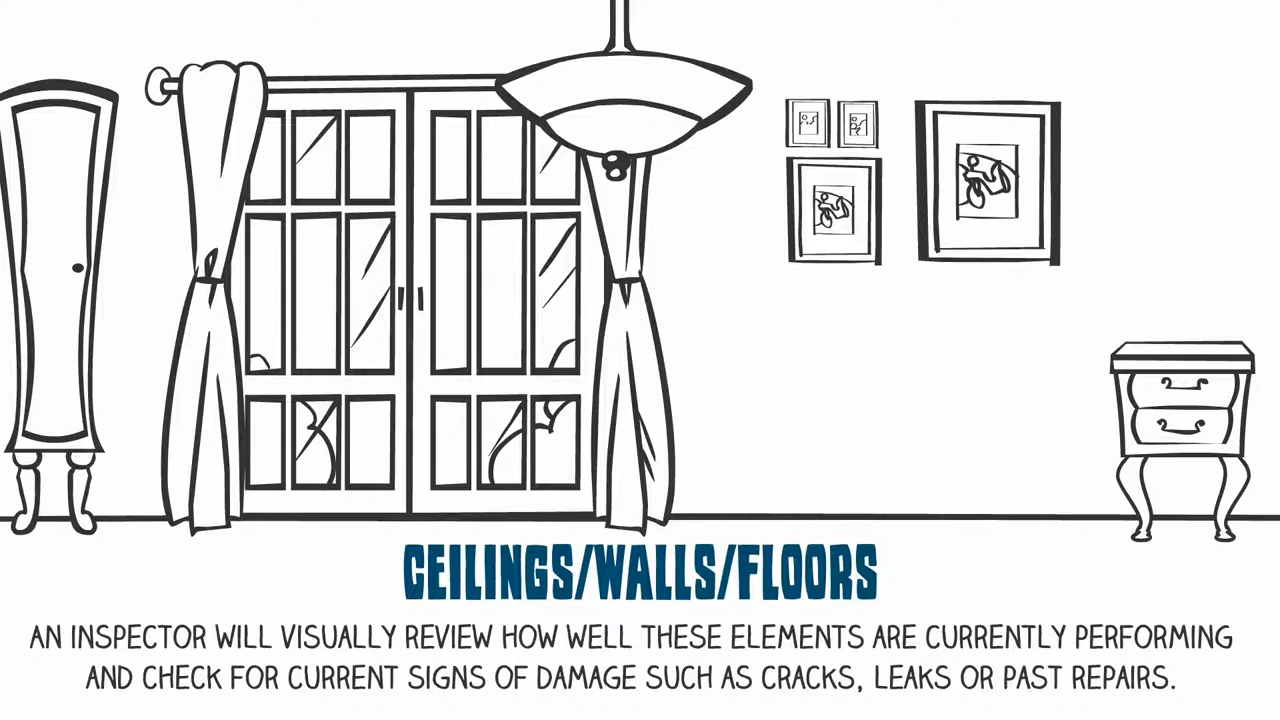 CEILINGS/WALLS/FLOORS
AN INSPECTOR WILL VISUALLY REVIEW HOW WELL THESE ELEMENTS ARE CURRENTLY PERFORMING
AND CHECK FOR CURRENT SIGNS OF DAMAGE SUCH AS CRACKS, LEAKS OR PAST REPAIRS.